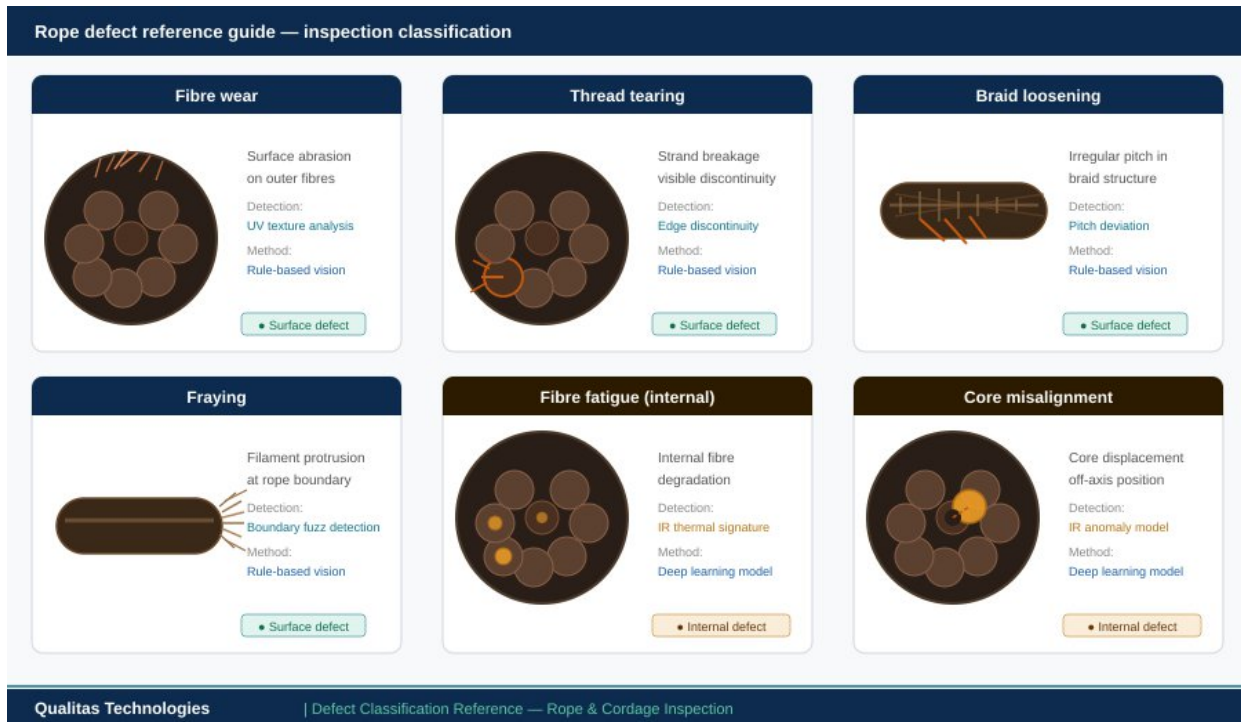 Rope defect reference guide — inspection classification
Fibre wear
Surface abrasion
on outer fibres
Detection:
UV texture analysis
Method:
Rule-based vision
● Surface defect
Thread tearing
Strand breakage
visible discontinuity
Detection:
Edge discontinuity
Method:
Rule-based vision
● Surface defect
Braid loosening
Irregular pitch in
braid structure
Detection:
Pitch deviation
Method:
Rule-based vision
● Surface defect
Fraying
Filament protrusion
at rope boundary
Detection:
Boundary fuzz detection
Method:
Rule-based vision
● Surface defect
Fibre fatigue (internal)
Internal fibre
degradation
Detection:
IR thermal signature
Method:
Deep learning model
● Internal defect
Core misalignment
Core displacement
off-axis position
Detection:
IR anomaly model
Method:
Deep learning model
● Internal defect
Qualitas Technologies | Defect Classification Reference — Rope & Cordage Inspection